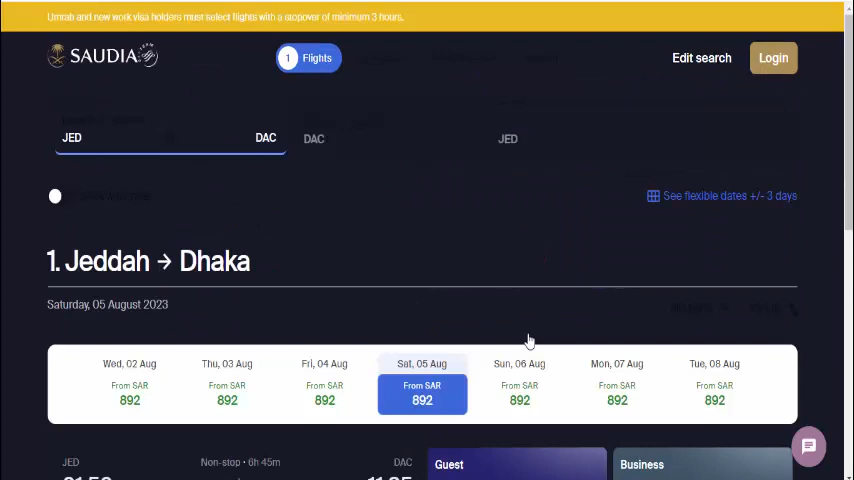 Umrah and new work visa holders must select flights with a stopover of minimum 3 hours.
SAUDIA
1 Flights
Edit search
Login
JED DAC
DAC JED
See flexible dates +/- 3 days
1. Jeddah → Dhaka
Saturday, 05 August 2023
Wed, 02 Aug Thu, 03 Aug Fri, 04 Aug Sat, 05 Aug Sun, 06 Aug Mon, 07 Aug Tue, 08 Aug
From SAR From SAR From SAR From SAR From SAR From SAR From SAR
892 892 892 892 892 892 892
JED Non-stop • 6h 45m DAC
Guest Business